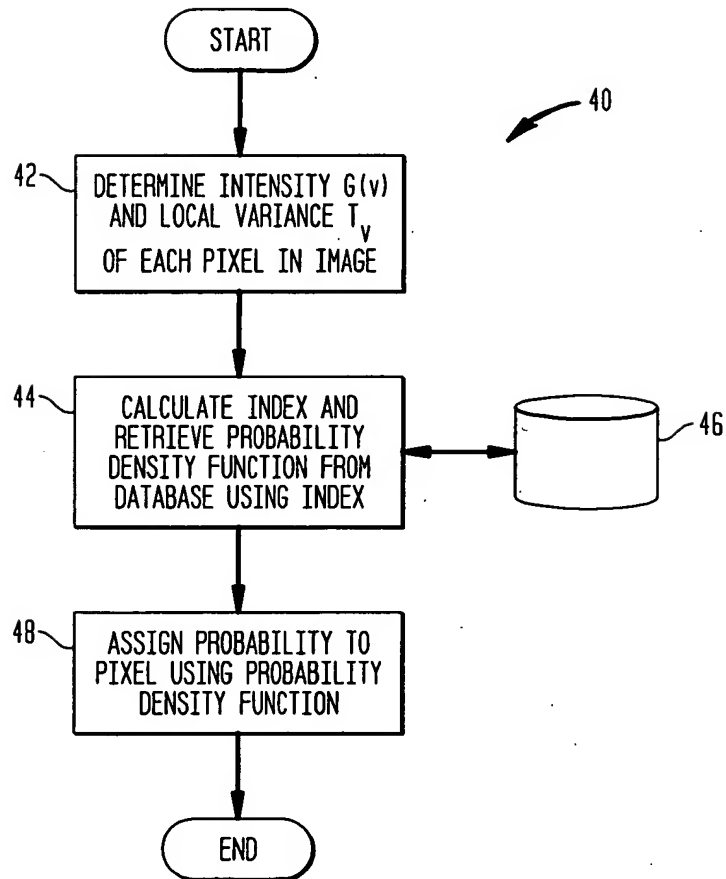 START
40
42
DETERMINE INTENSITY G(v)
AND LOCAL VARIANCE T_v
OF EACH PIXEL IN IMAGE
44
CALCULATE INDEX AND
RETRIEVE PROBABILITY
DENSITY FUNCTION FROM
DATABASE USING INDEX
46
48
ASSIGN PROBABILITY TO
PIXEL USING PROBABILITY
DENSITY FUNCTION
END